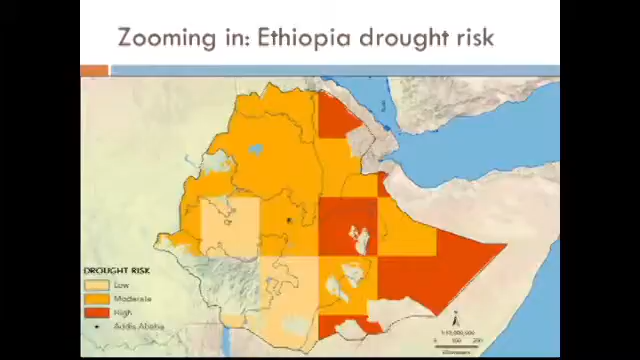 Zooming in: Ethiopia drought risk
DROUGHT RISK
Low
Moderate
High
Addis Ababa